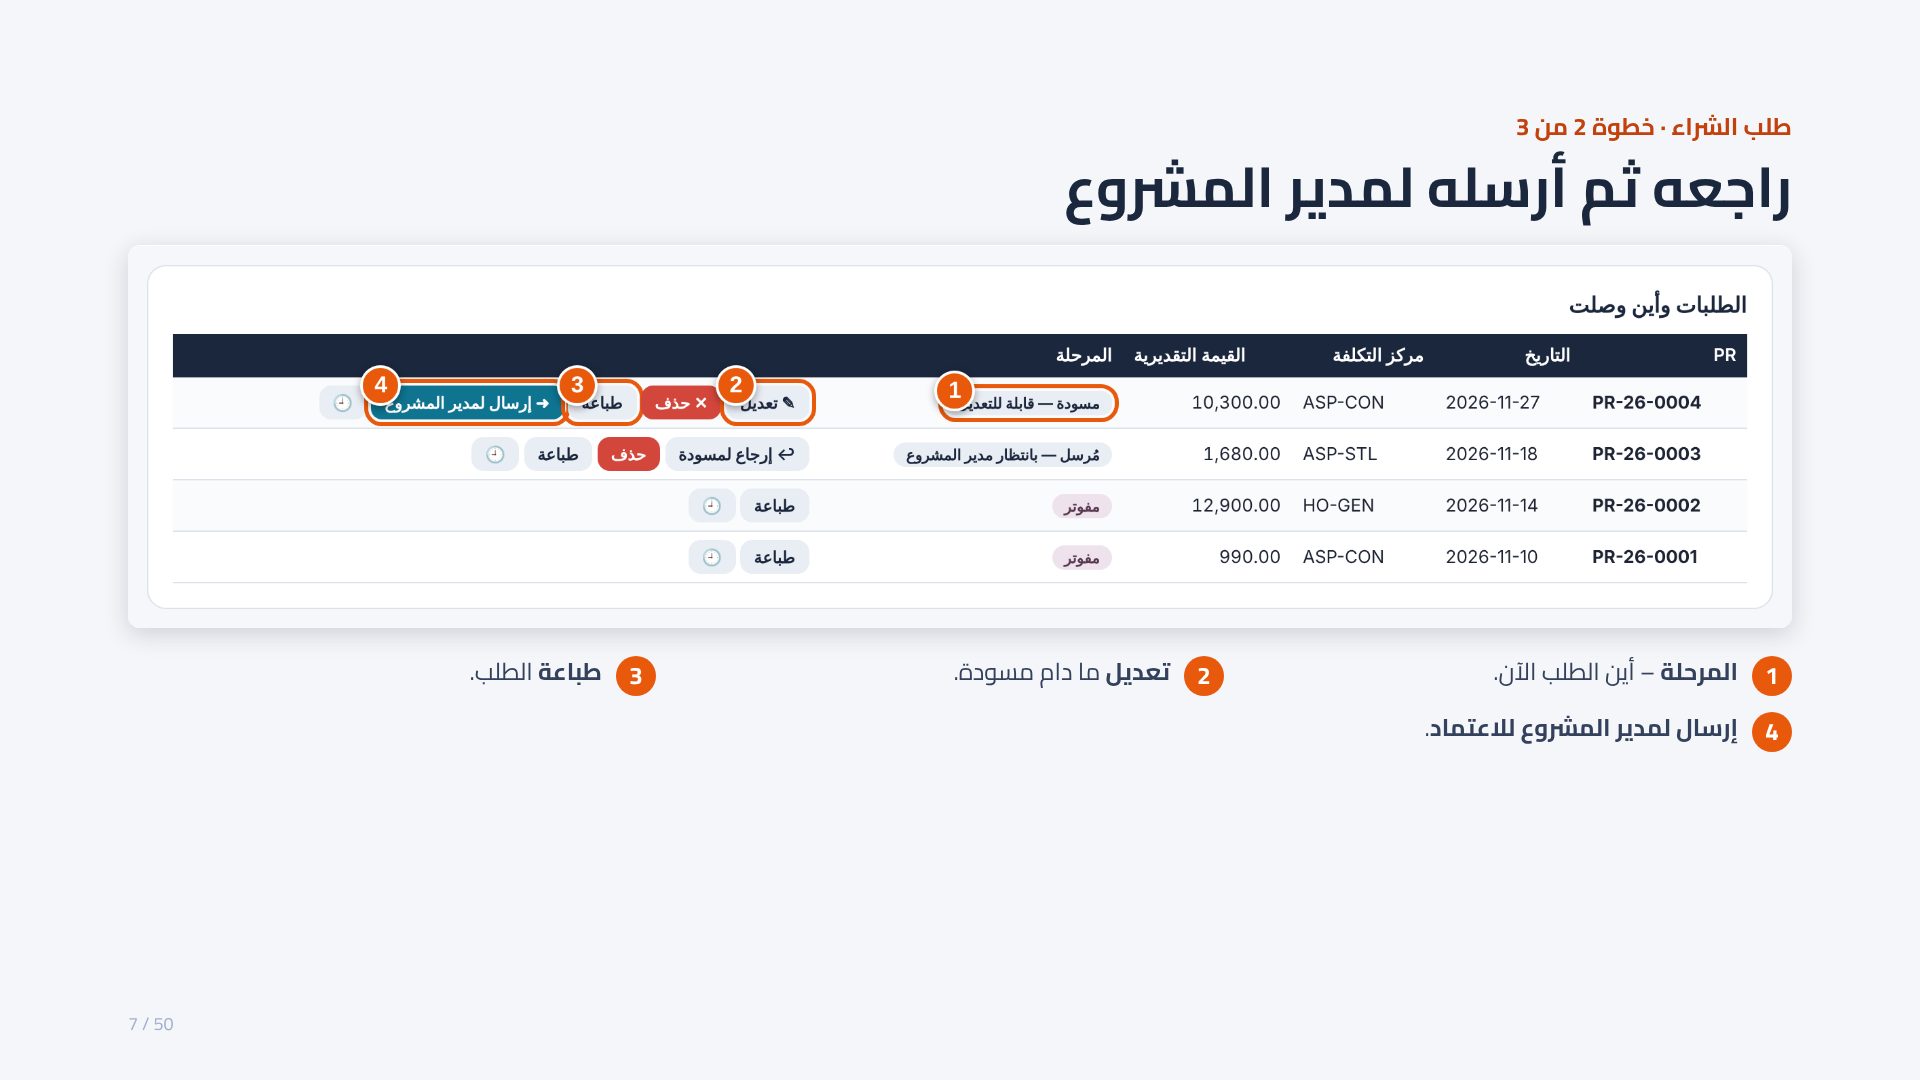 طلب الشراء · خطوة 2 من 3
راجعه ثم أرسله لمدير المشروع
الطلبات وأين وصلت
PR التاريخ مركز التكلفة القيمة التقديرية المرحلة
PR-26-0004 2026-11-27 ASP-CON 10,300.00 مسودة — قابلة للتعديل 1 ✎ تعديل 2 ✕ حذف طباعة 3 ➜ إرسال لمدير المشروع 4
PR-26-0003 2026-11-18 ASP-STL 1,680.00 مُرسل — بانتظار مدير المشروع ↩ إرجاع لمسودة حذف طباعة
PR-26-0002 2026-11-14 HO-GEN 12,900.00 مفوتر طباعة
PR-26-0001 2026-11-10 ASP-CON 990.00 مفوتر طباعة
1 المرحلة – أين الطلب الآن.
2 تعديل ما دام مسودة.
3 طباعة الطلب.
4 إرسال لمدير المشروع للاعتماد.
7 / 50